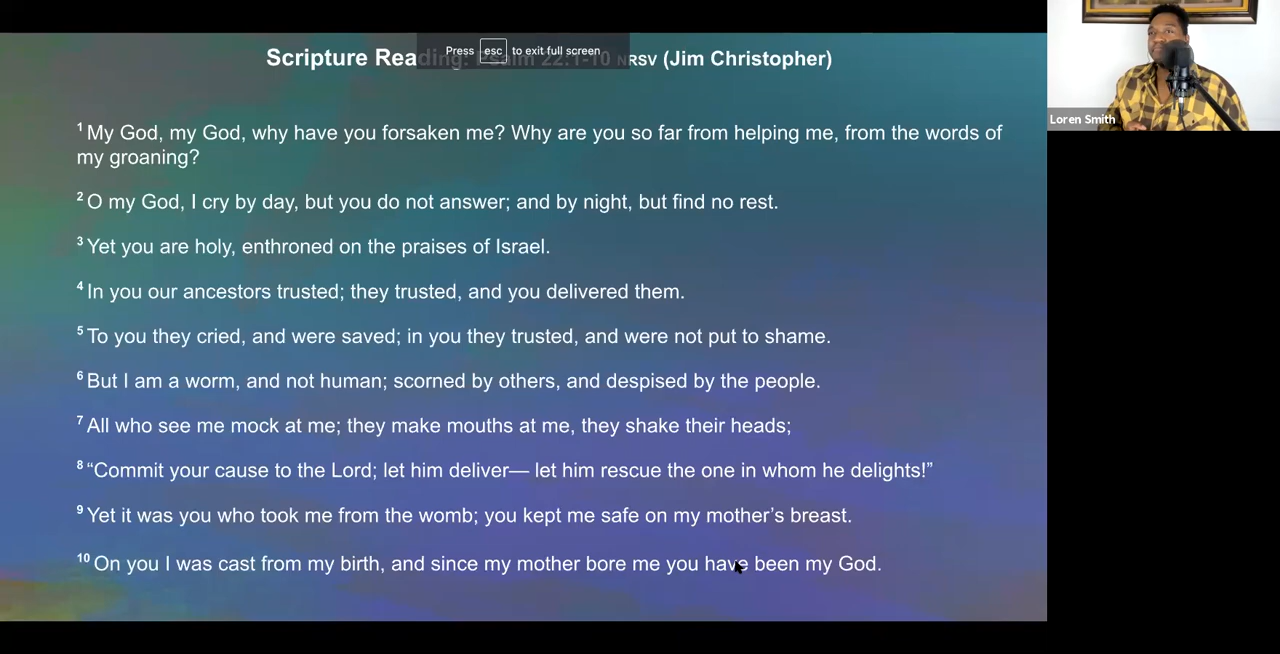 Scripture Reading: Psalm 22:1-10 NRSV (Jim Christopher)
Press esc to exit full screen
Loren Smith
1 My God, my God, why have you forsaken me? Why are you so far from helping me, from the words of
my groaning?
2 O my God, I cry by day, but you do not answer; and by night, but find no rest.
3 Yet you are holy, enthroned on the praises of Israel.
4 In you our ancestors trusted; they trusted, and you delivered them.
5 To you they cried, and were saved; in you they trusted, and were not put to shame.
6 But I am a worm, and not human; scorned by others, and despised by the people.
7 All who see me mock at me; they make mouths at me, they shake their heads;
8 “Commit your cause to the Lord; let him deliver— let him rescue the one in whom he delights!”
9 Yet it was you who took me from the womb; you kept me safe on my mother’s breast.
10 On you I was cast from my birth, and since my mother bore me you have been my God.